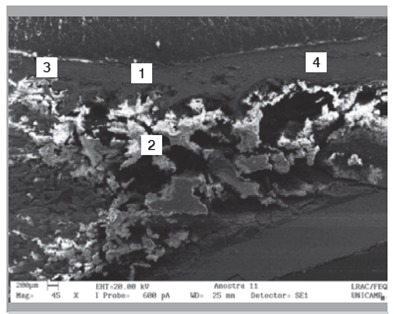 4
3
1
2
200µm EHT=20.00 kV Amostra 11 LRAC/FEQ
Mag= 45 X I Probe= 600 pA WD= 25 mm Detector= SE1 UNICAMP